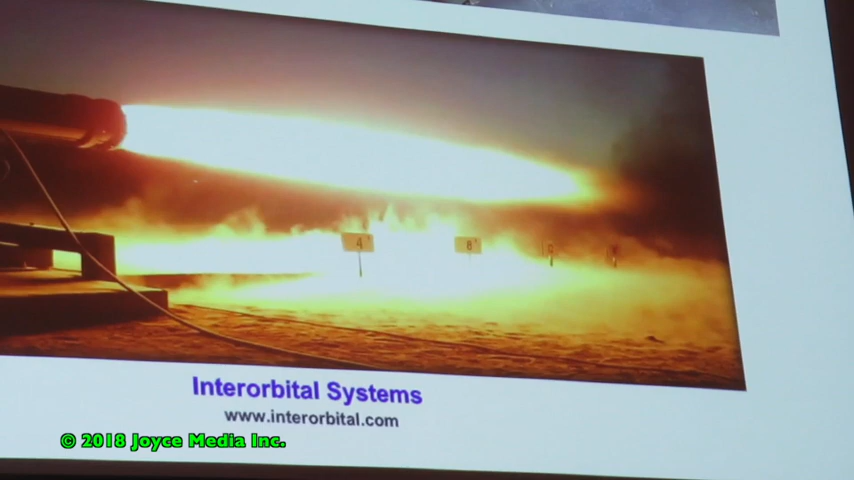 4'
8'
Interorbital Systems
www.interorbital.com
© 2018 Joyce Media Inc.